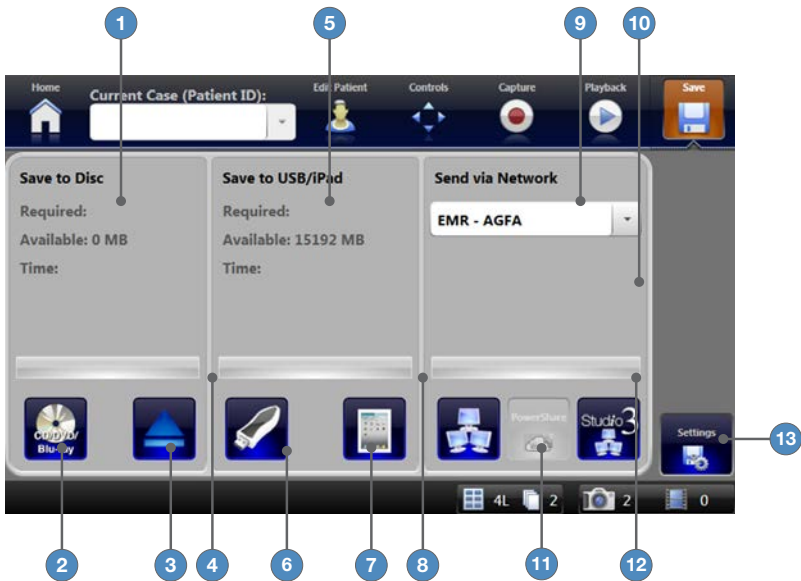 1 5 9 10
Home Edit Patient Controls Capture Playback Save
Current Case (Patient ID):
Save to Disc Save to USB/iPad Send via Network
Required: Required:
EMR - AGFA
Available: 0 MB Available: 15192 MB
Time: Time:
PowerShare Studio3
CD/DVD/
Blu-ray
Settings
13
4L 2 2 0
2 3 4 6 7 8 11 12